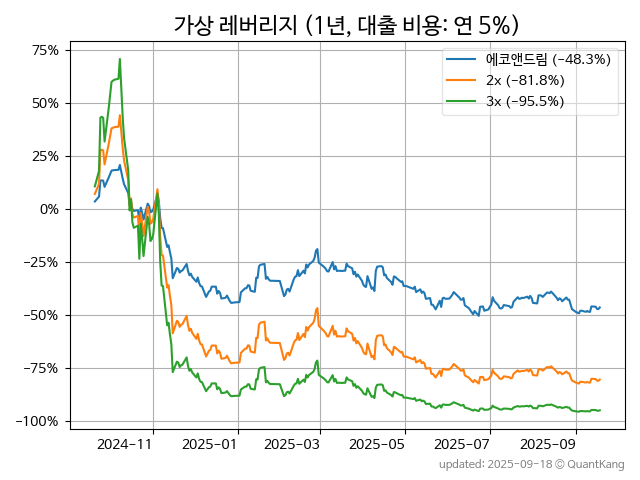 가상 레버리지 (1년, 대출 비용: 연 5%)
에코앤드림 (−48.3%)
2x (−81.8%)
3x (−95.5%)
75%
50%
25%
0%
−25%
−50%
−75%
−100%
2024-11
2025-01
2025-03
2025-05
2025-07
2025-09
updated: 2025-09-18 © QuantKang